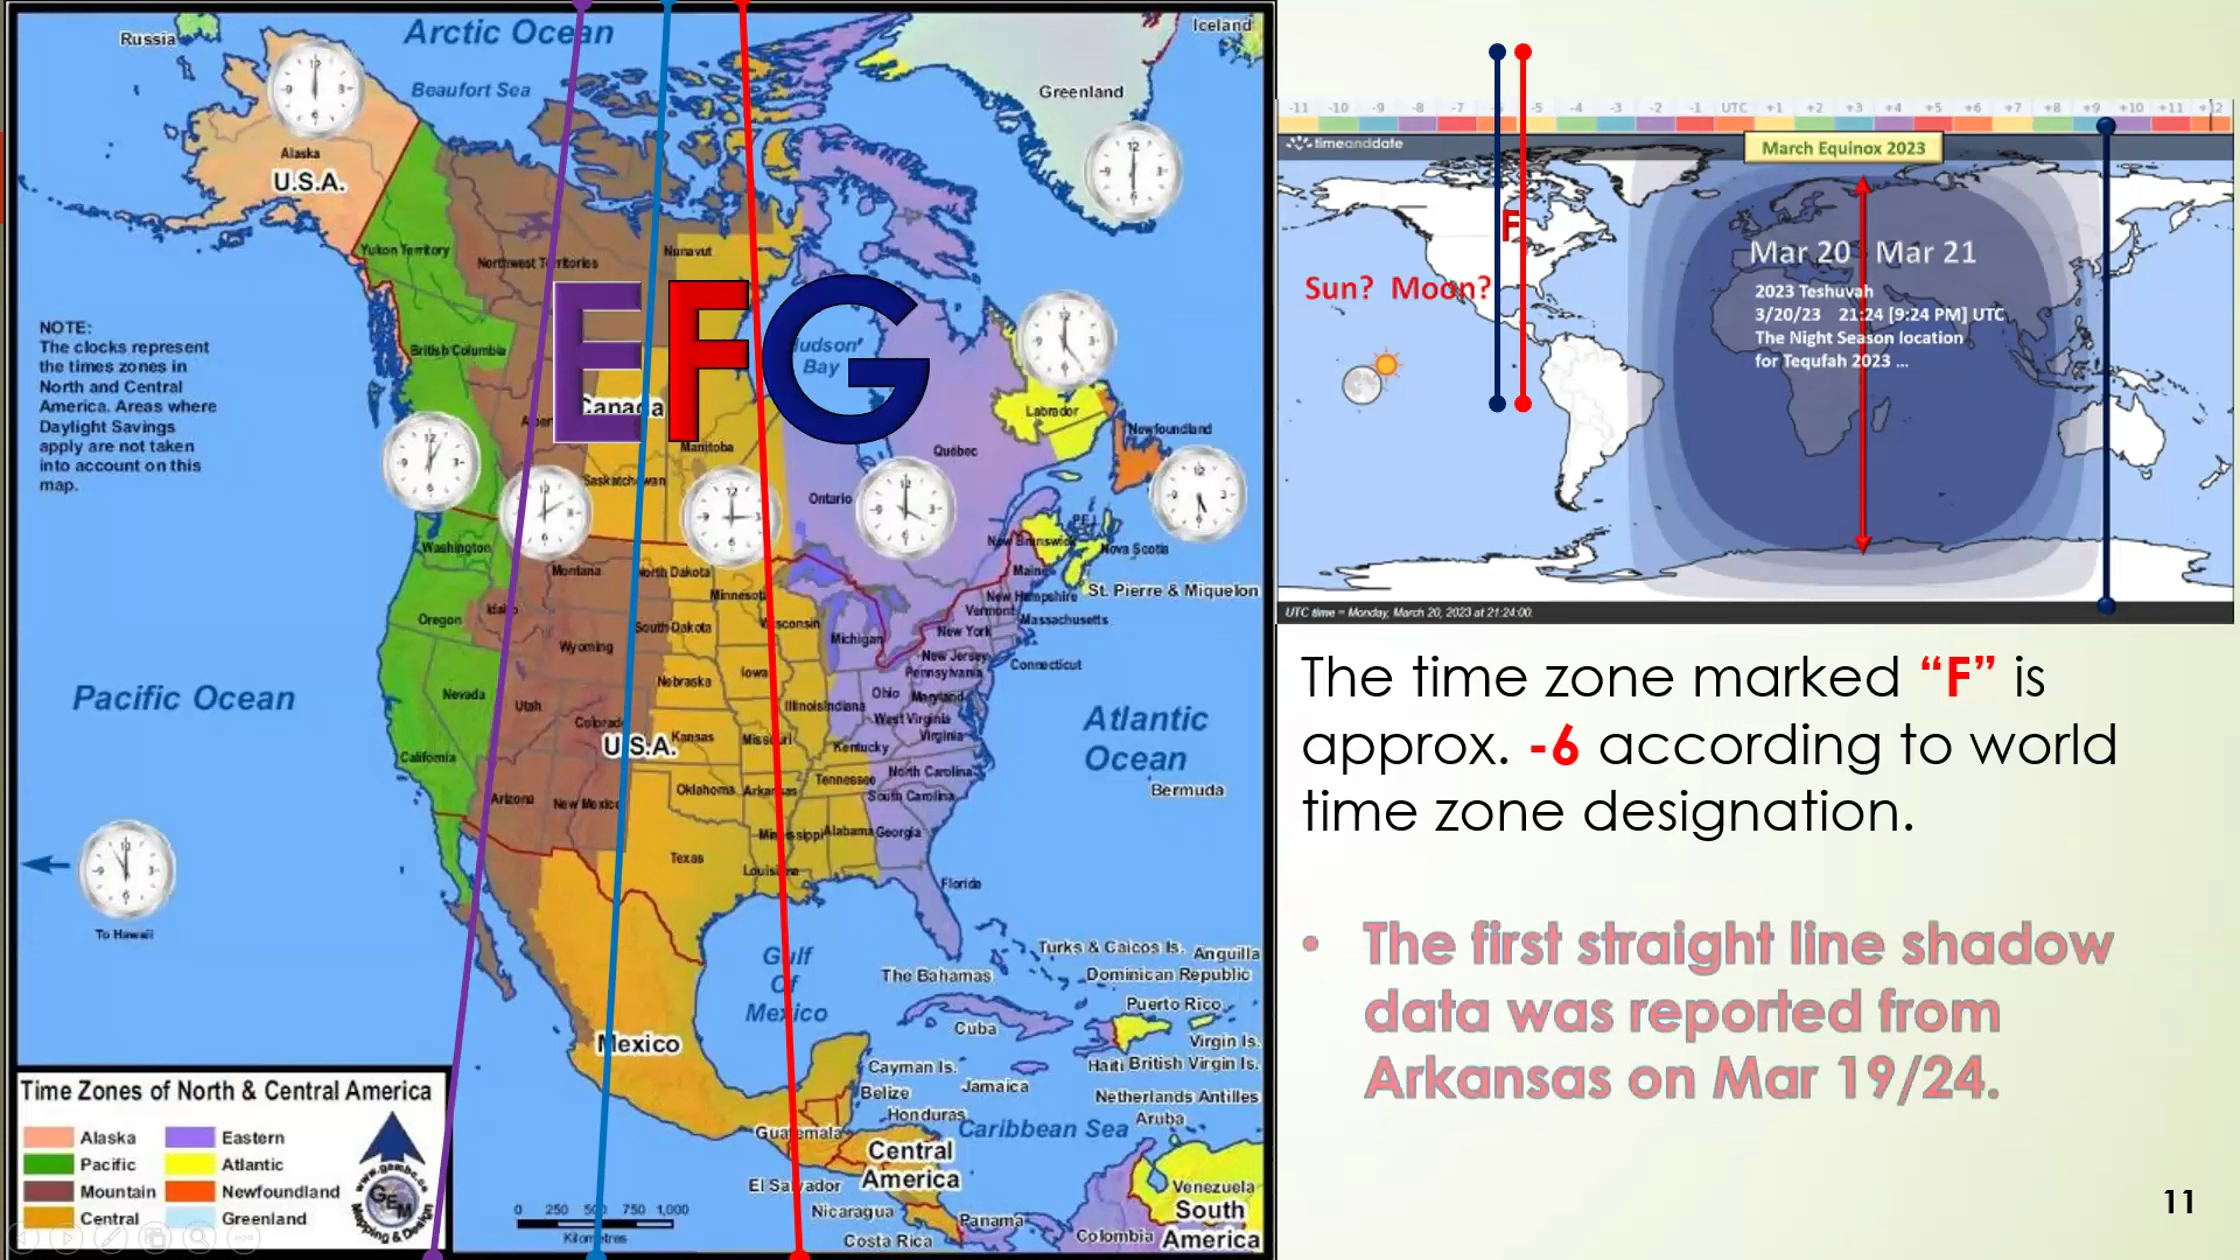 Russia
Arctic Ocean
Iceland
Beaufort Sea
Greenland
Alaska
U.S.A.
Yukon Territory
Northwest Territories
Nunavut
NOTE:
The clocks represent
the times zones in
North and Central
America. Areas where
Daylight Savings
apply are not taken
into account on this
map.
British Columbia
E F G
Bay
Canada
Labrador
Newfoundland
Manitoba
Québec
Saskatchewan
Ontario
P.E.I.
New Brunswick
Nova Scotia
Washington
Montana
North Dakota
Maine
St. Pierre & Miquelon
Minnesota
New Hampshire
Idaho
Vermont
Massachusetts
Oregon
South Dakota
Wisconsin
Michigan
New York
Wyoming
New Jersey
Connecticut
Pennsylvania
Iowa
Nebraska
Pacific Ocean
Nevada
Utah
Ohio
Maryland
Illinois
Indiana
West Virginia
Atlantic
Ocean
Colorado
Kansas
Missouri
Virginia
U.S.A.
Kentucky
California
North Carolina
Tennessee
Oklahoma
Arkansas
Bermuda
Arizona
New Mexico
South Carolina
Mississippi
Alabama
Georgia
Texas
Louisiana
Florida
To Hawaii
Gulf
Of
Mexico
Turks & Caicos Is.
Anguilla
The Bahamas
Dominican Republic
Puerto Rico
Cuba
Mexico
Virgin Is.
Cayman Is.
Haiti
British Virgin Is.
Jamaica
Belize
Netherlands Antilles
Honduras
Aruba
Guatemala
Caribbean Sea
Central
America
El Salvador
Venezuela
Nicaragua
Panama
South
America
Costa Rica
Colombia
0 250 500 750 1,000
Kilometres
Time Zones of North & Central America
Alaska
Eastern
Pacific
Atlantic
Mountain
Newfoundland
Central
Greenland
www.gembc.ca
GEM
Mapping & Design
-11 -10 -9 -8 -7 -6 -5 -4 -3 -2 -1 UTC +1 +2 +3 +4 +5 +6 +7 +8 +9 +10 +11 +12
timeanddate
March Equinox 2023
F
Mar 20 Mar 21
Sun? Moon?
2023 Teshuvah
3/20/23 21:24 [9:24 PM] UTC
The Night Season location
for Tequfah 2023 ...
UTC time = Monday, March 20, 2023 at 21:24:00.
The time zone marked “F” is
approx. -6 according to world
time zone designation.
• The first straight line shadow
data was reported from
Arkansas on Mar 19/24.
11